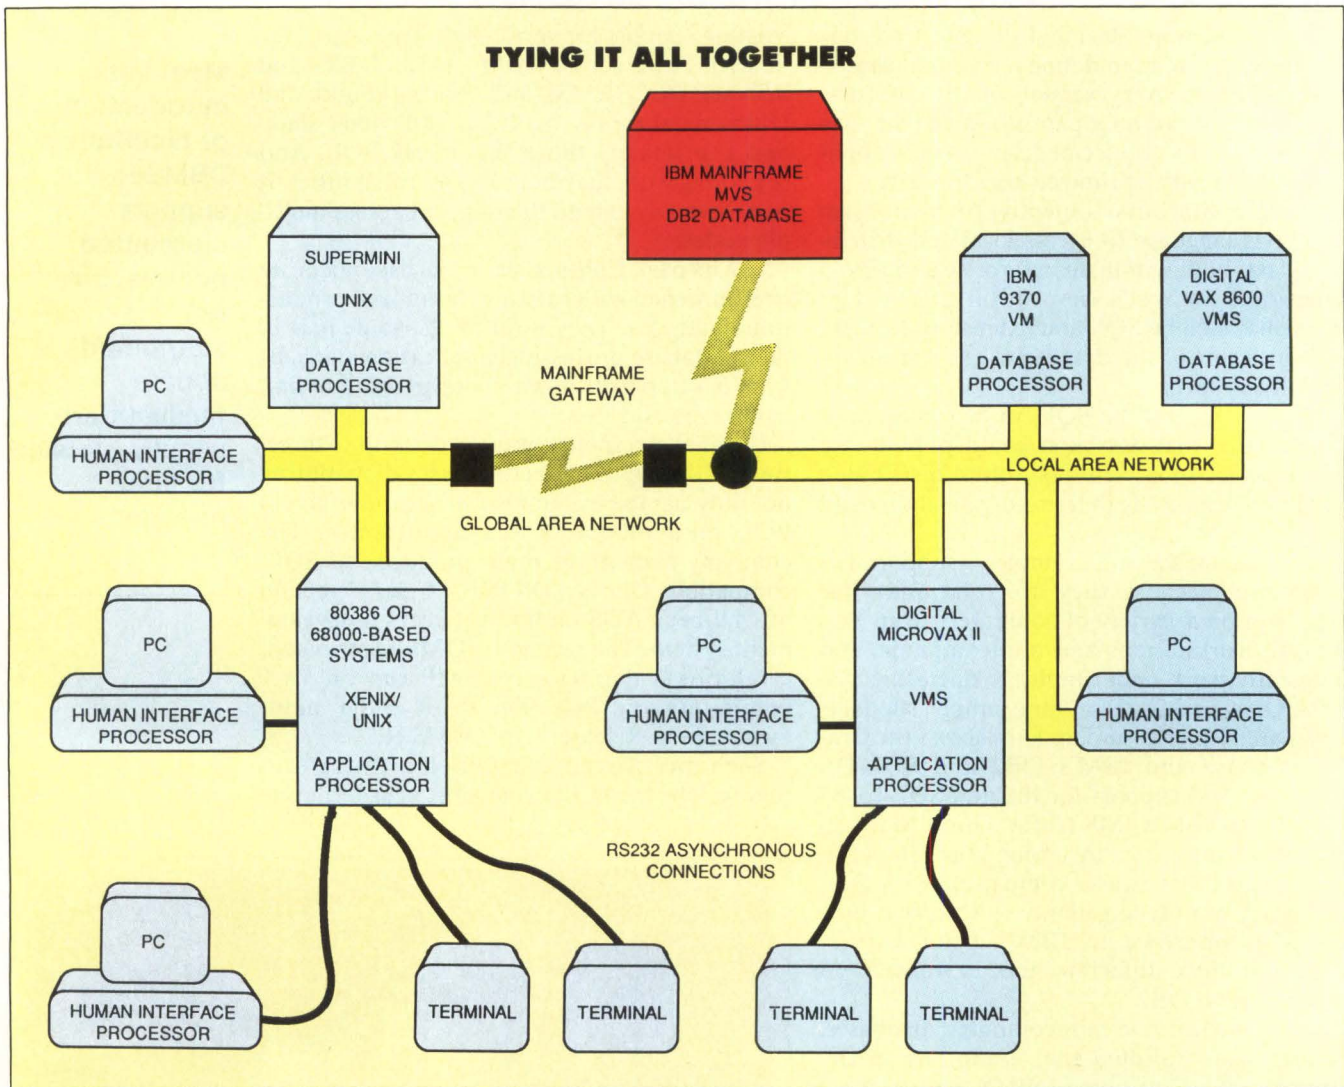 TYING IT ALL TOGETHER
IBM MAINFRAME
MVS
DB2 DATABASE
SUPERMINI
UNIX
DATABASE
PROCESSOR
IBM
9370
VM
DATABASE
PROCESSOR
DIGITAL
VAX 8600
VMS
DATABASE
PROCESSOR
PC
HUMAN INTERFACE
PROCESSOR
MAINFRAME
GATEWAY
LOCAL AREA NETWORK
GLOBAL AREA NETWORK
PC
HUMAN INTERFACE
PROCESSOR
80386 OR
68000-BASED
SYSTEMS
XENIX/
UNIX
APPLICATION
PROCESSOR
PC
HUMAN INTERFACE
PROCESSOR
DIGITAL
MICROVAX II
VMS
APPLICATION
PROCESSOR
PC
HUMAN INTERFACE
PROCESSOR
RS232 ASYNCHRONOUS
CONNECTIONS
PC
HUMAN INTERFACE
PROCESSOR
TERMINAL
TERMINAL
TERMINAL
TERMINAL